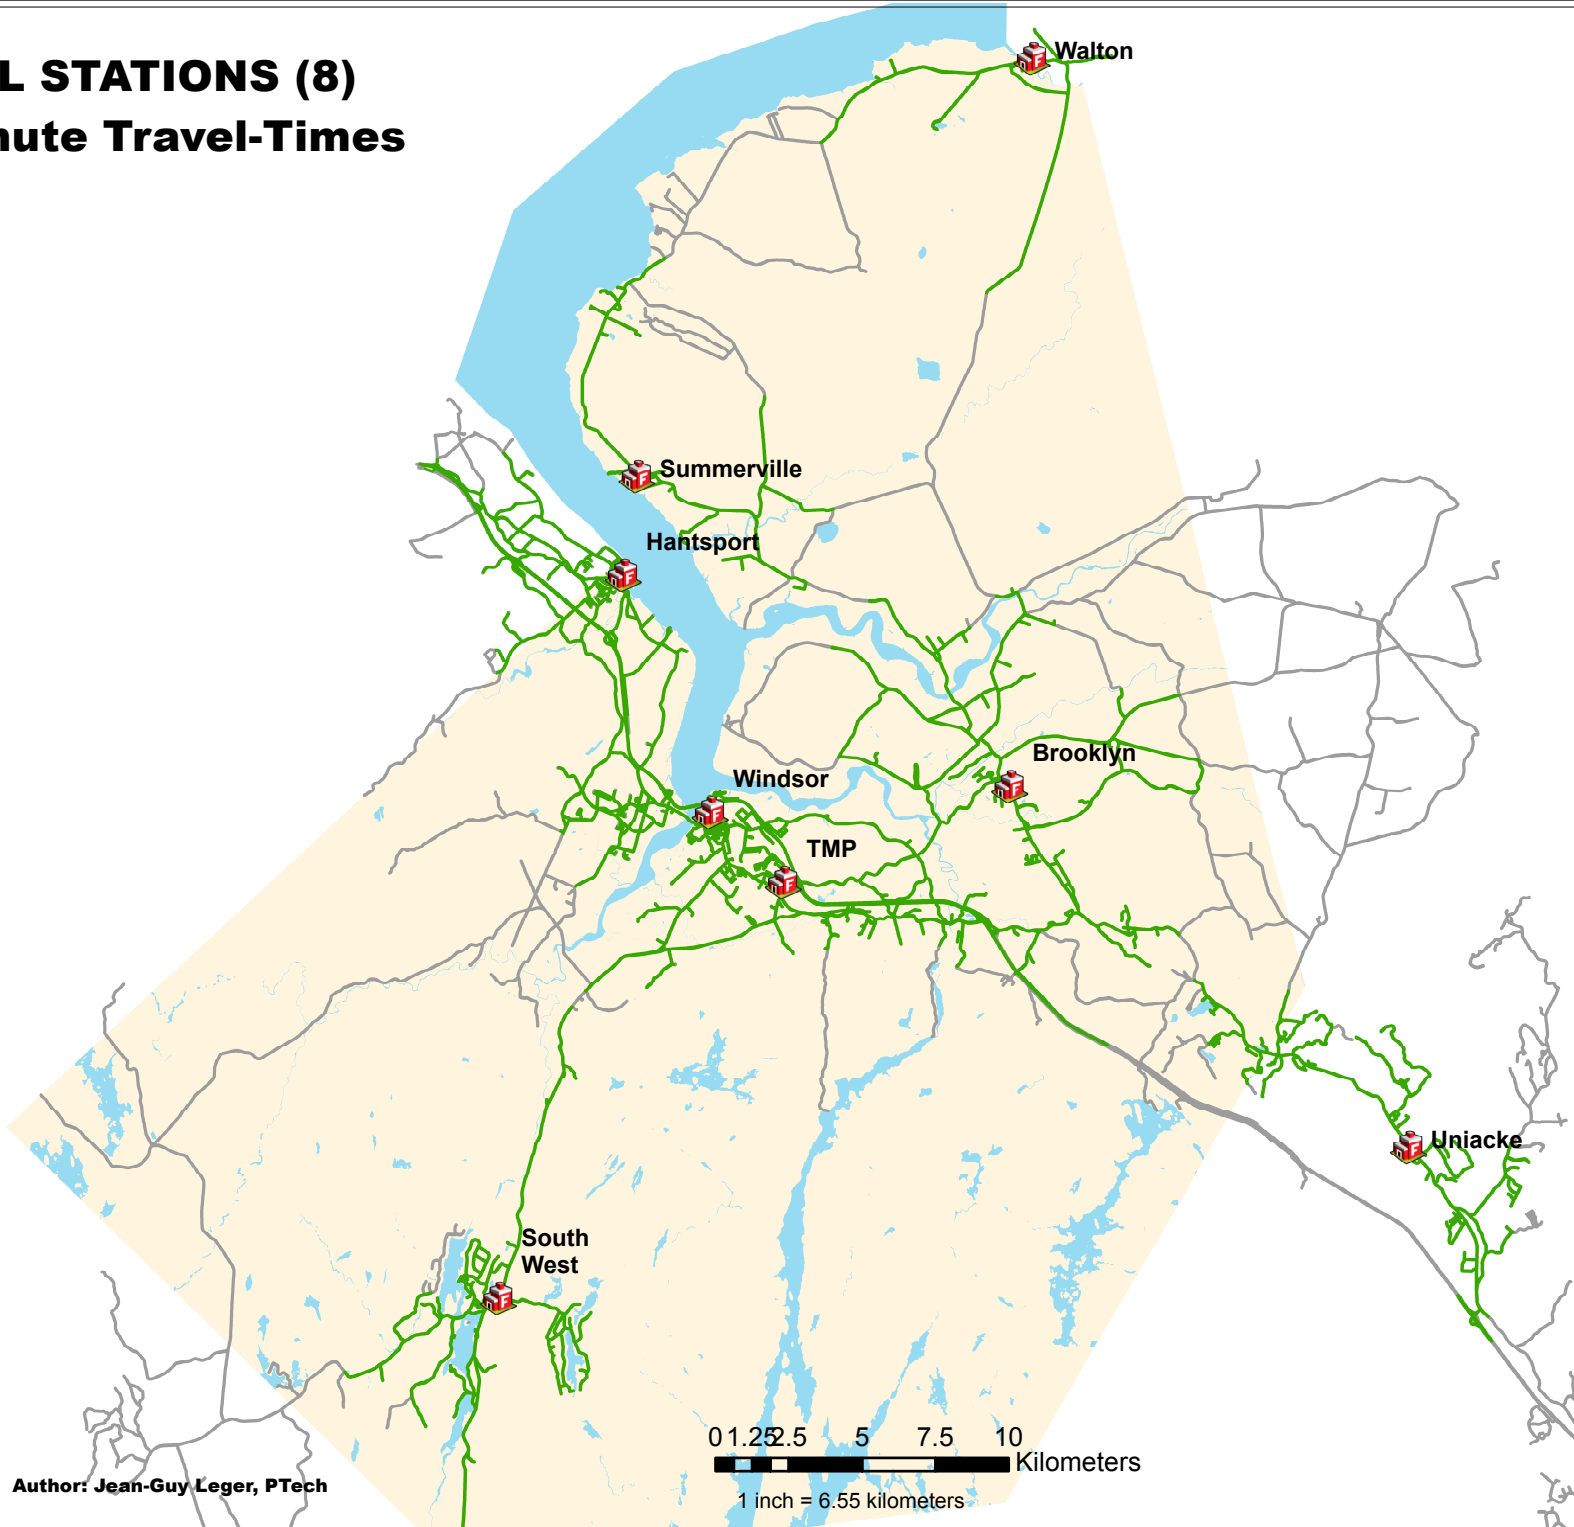 L STATIONS (8)
nute Travel-Times
Walton
Summerville
Hantsport
Brooklyn
Windsor
TMP
Uniacke
South
West
0 1.25 2.5 5 7.5 10
Kilometers
1 inch = 6.55 kilometers
Author: Jean-Guy Leger, PTech